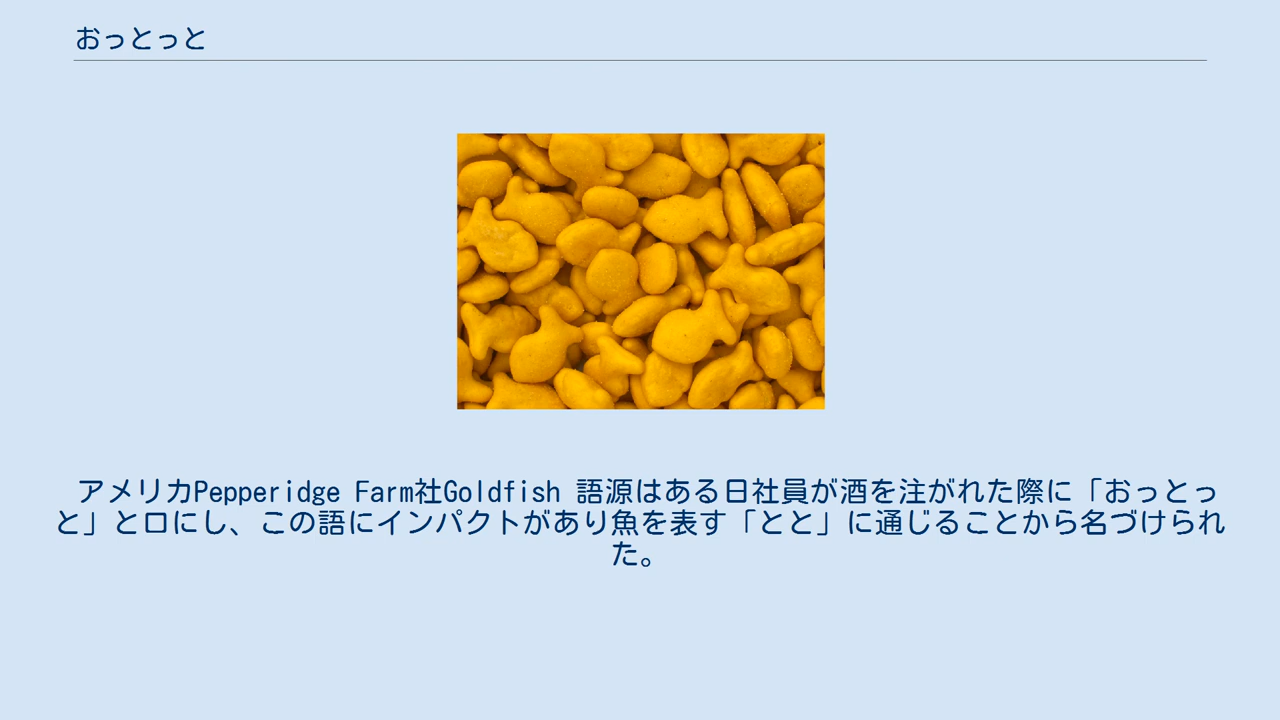 おっとっと
アメリカPepperidge Farm社Goldfish 語源はある日社員が酒を注がれた際に「おっとっ
と」と口にし、この語にインパクトがあり魚を表す「とと」に通じることから名づけられ
た。